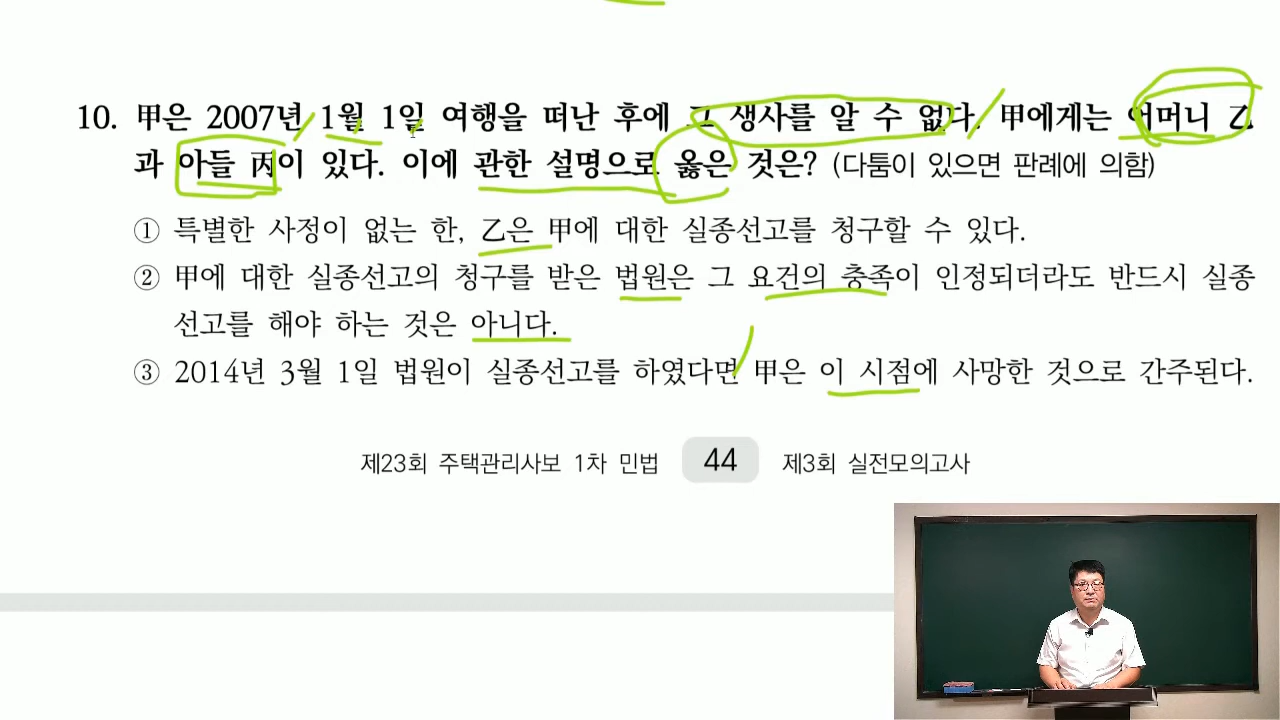 10. 甲은 2007년 1월 1일 여행을 떠난 후에 그 생사를 알 수 없다. 甲에게는 어머니 乙
과 아들 丙이 있다. 이에 관한 설명으로 옳은 것은? (다툼이 있으면 판례에 의함)
① 특별한 사정이 없는 한, 乙은 甲에 대한 실종선고를 청구할 수 있다.
② 甲에 대한 실종선고의 청구를 받은 법원은 그 요건의 충족이 인정되더라도 반드시 실종
선고를 해야 하는 것은 아니다.
③ 2014년 3월 1일 법원이 실종선고를 하였다면 甲은 이 시점에 사망한 것으로 간주된다.
제23회 주택관리사보 1차 민법 44 제3회 실전모의고사